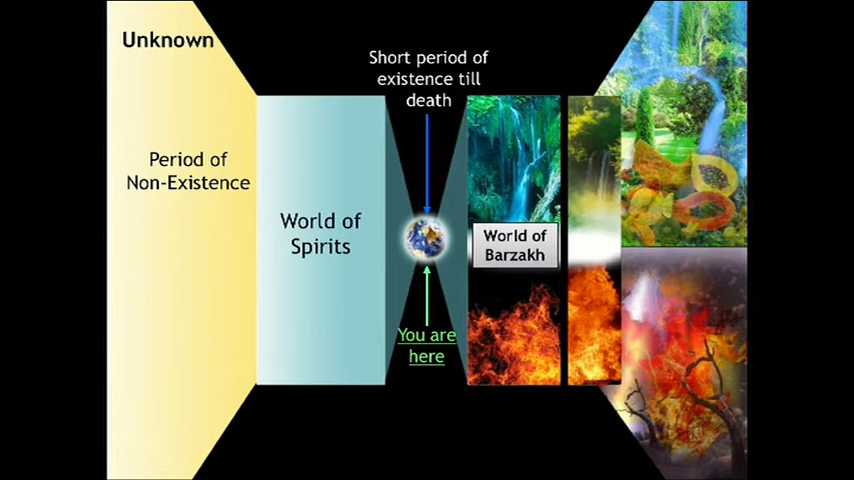 Unknown
Period of
Non-Existence
World of
Spirits
Short period of
existence till
death
You are
here
World of
Barzakh